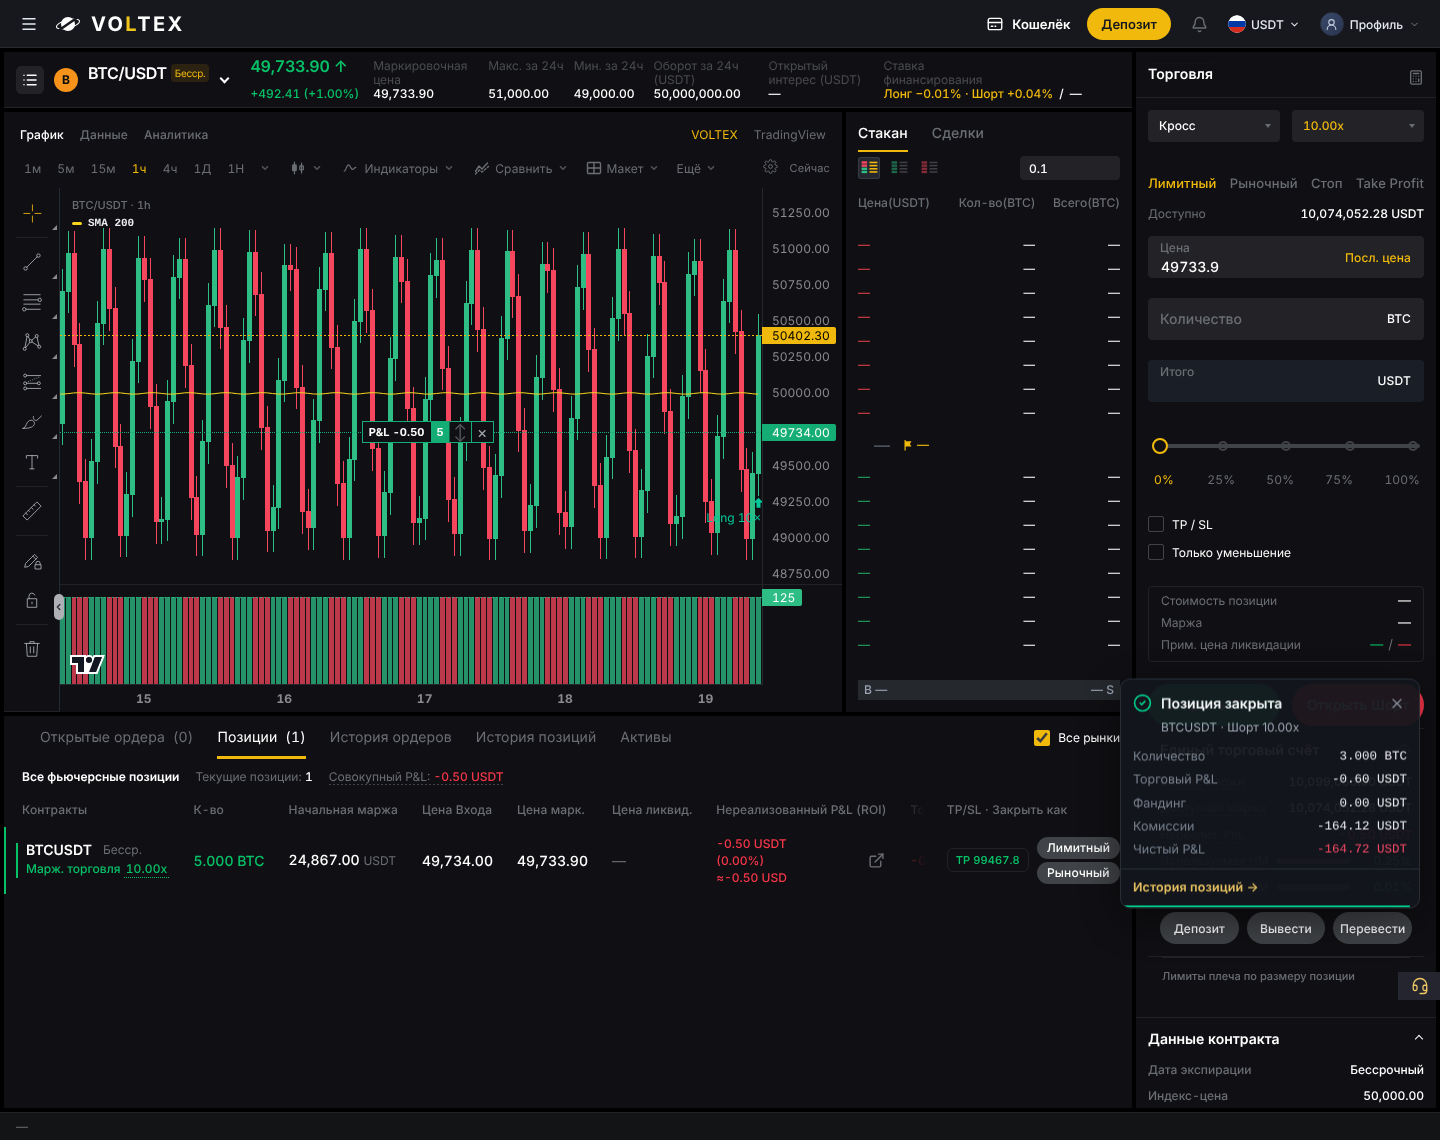 VOLTEX
Кошелёк
Депозит
USDT
Профиль
B
BTC/USDT
Бесср.
49,733.90 ↑
+492.41 (+1.00%)
Маркировочная цена
49,733.90
Макс. за 24ч
51,000.00
Мин. за 24ч
49,000.00
Оборот за 24ч (USDT)
50,000,000.00
Открытый интерес (USDT)
—
Ставка финансирования
Лонг −0.01% · Шорт +0.04% / —
График Данные Аналитика
VOLTEX TradingView
1м 5м 15м 1ч 4ч 1Д 1Н
Индикаторы
Сравнить
Макет
Ещё
Сейчас
BTC/USDT · 1h
SMA 200
51250.00
51000.00
50750.00
50500.00
50402.30
50250.00
50000.00
49734.00
49500.00
49250.00
49000.00
48750.00
125
P&L -0.50 5 ×
15 16 17 18 19
Стакан Сделки
0.1
Цена(USDT) Кол-во(BTC) Всего(BTC)
— — —
— — —
— — —
— — —
— — —
— — —
— — —
— — —
— —
— — —
— — —
— — —
— — —
— — —
— — —
— — —
— — —
B — — S
Торговля
Кросс
10.00x
Лимитный Рыночный Стоп Take Profit
Доступно 10,074,052.28 USDT
Цена
49733.9
Посл. цена
Количество BTC
Итого
USDT
0% 25% 50% 75% 100%
TP / SL
Только уменьшение
Стоимость позиции —
Маржа —
Прим. цена ликвидации — / —
Позиция закрыта
BTCUSDT · Шорт 10.00x
Количество 3.000 BTC
Торговый P&L -0.60 USDT
Фандинг 0.00 USDT
Комиссии -164.12 USDT
Чистый P&L -164.72 USDT
История позиций →
Депозит Вывести Перевести
Лимиты плеча по размеру позиции
Данные контракта
Дата экспирации Бессрочный
Индекс-цена 50,000.00
Открытые ордера (0) Позиции (1) История ордеров История позиций Активы
Все рынки
Все фьючерсные позиции Текущие позиции: 1 Совокупный P&L: -0.50 USDT
Контракты К-во Начальная маржа Цена Входа Цена марк. Цена ликвид. Нереализованный P&L (ROI) TP/SL · Закрыть как
BTCUSDT Бесср.
Марж. торговля 10.00x
5.000 BTC
24,867.00 USDT
49,734.00
49,733.90
—
-0.50 USDT
(0.00%)
≈-0.50 USD
TP 99467.8
Лимитный
Рыночный
—